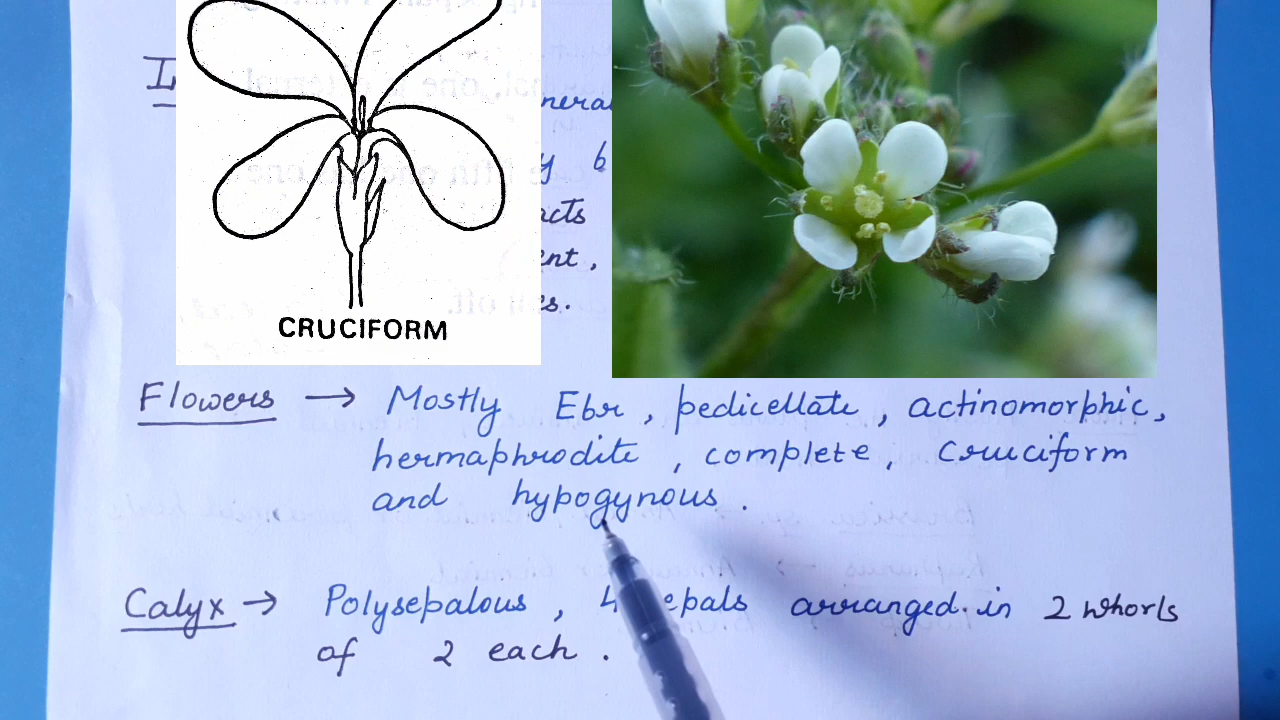 CRUCIFORM
Flowers → Mostly Ebr, pedicellate, actinomorphic,
hermaphrodite, complete, Cruciform
and hypogynous.
Calyx → Polysepalous, 4 sepals arranged in 2 whorls
of 2 each.